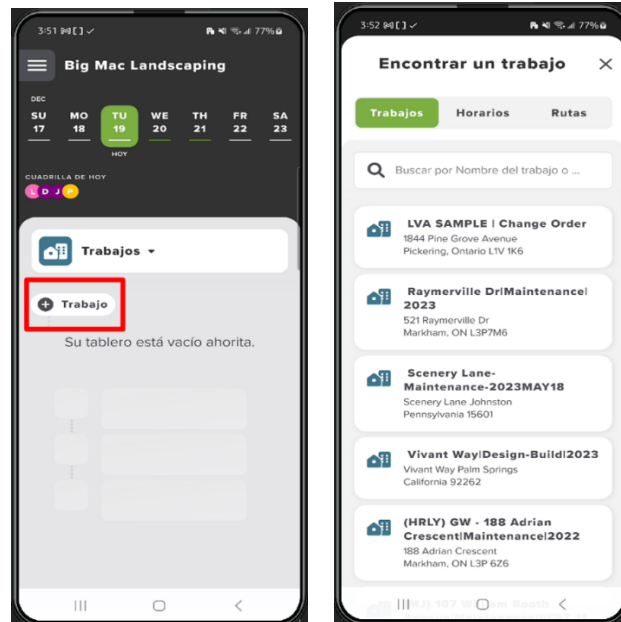 3:51
77%
Big Mac Landscaping
DEC
SU MO TU WE TH FR SA
17 18 19 20 21 22 23
HOY
CUADRILLA DE HOY
L D J P
Trabajos
Trabajo
Su tablero está vacío ahorita.
3:52
77%
Encontrar un trabajo
Trabajos Horarios Rutas
Buscar por Nombre del trabajo o ...
LVA SAMPLE | Change Order
1844 Pine Grove Avenue
Pickering, Ontario L1V 1K6
Raymerville Dr|Maintenance|
2023
521 Raymerville Dr
Markham, ON L3P7M6
Scenery Lane-
Maintenance-2023MAY18
Scenery Lane Johnston
Pennsylvania 15601
Vivant Way|Design-Build|2023
Vivant Way Palm Springs
California 92262
(HRLY) GW - 188 Adrian
Crescent|Maintenance|2022
188 Adrian Crescent
Markham, ON L3P 6Z6
107 William Booth